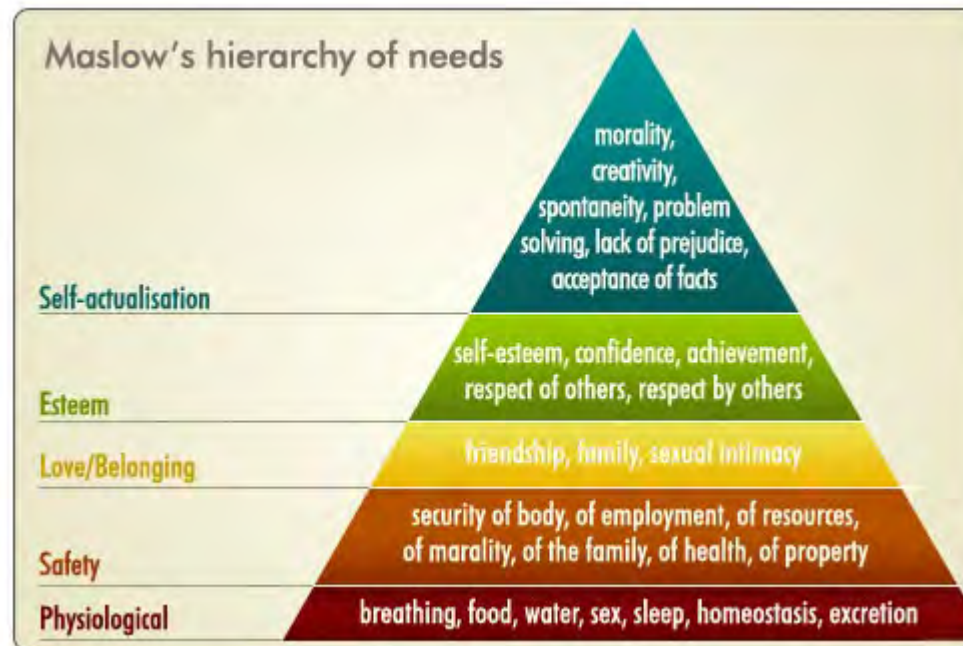 Maslow's hierarchy of needs
morality,
creativity,
spontaneity, problem
solving, lack of prejudice,
acceptance of facts
Self-actualisation
self-esteem, confidence, achievement,
respect of others, respect by others
Esteem
friendship, family, sexual intimacy
Love/Belonging
security of body, of employment, of resources,
of marality, of the family, of health, of property
Safety
breathing, food, water, sex, sleep, homeostasis, excretion
Physiological